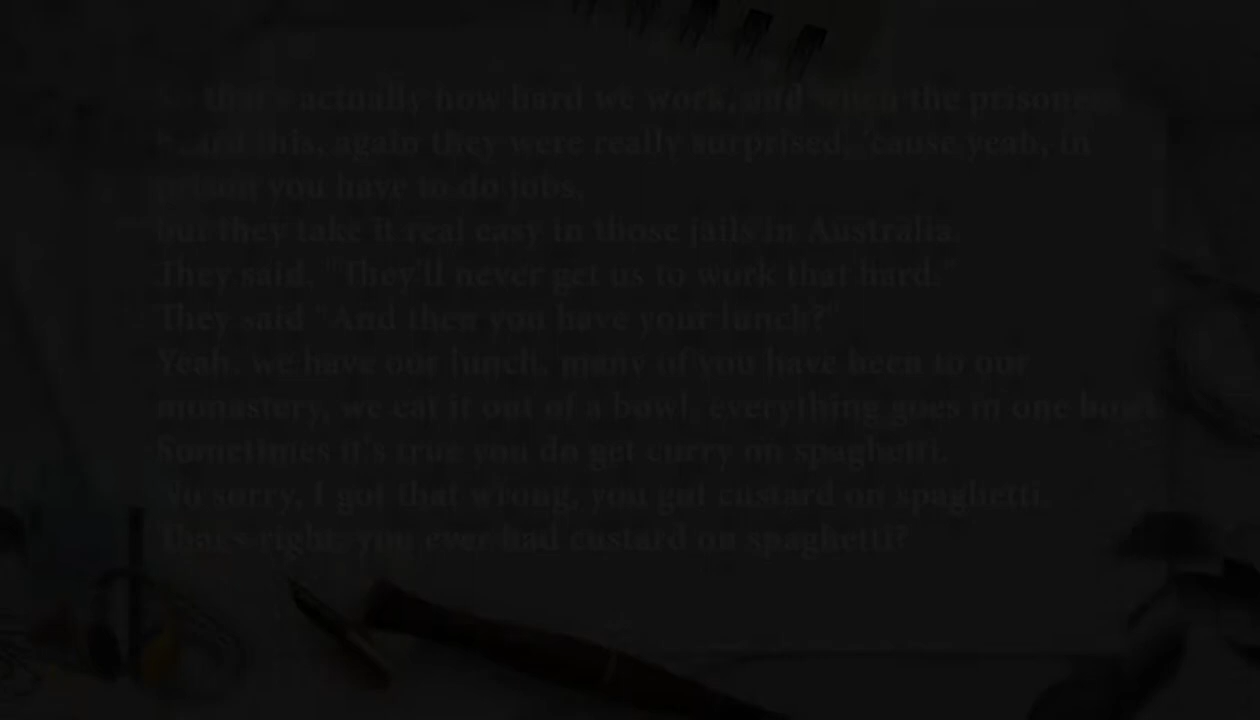 So that's actually how hard we work, and when the prisoners
heard this, again they were really surprised, 'cause yeah, in
prison you have to do jobs,
but they take it real easy in those jails in Australia.
They said. "They'll never get us to work that hard."
They said "And then you have your lunch?"
Yeah, we have our lunch, many of you have been to our
monastery, we eat it out of a bowl, everything goes in one bowl.
Sometimes it's true you do get curry on spaghetti.
No sorry, I got that wrong, you get custard on spaghetti.
That's right, you ever had custard on spaghetti?